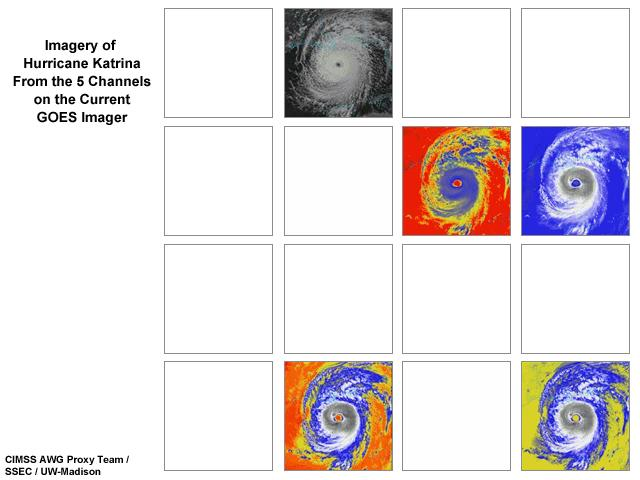 Imagery of
Hurricane Katrina
From the 5 Channels
on the Current
GOES Imager
CIMSS AWG Proxy Team /
SSEC / UW-Madison